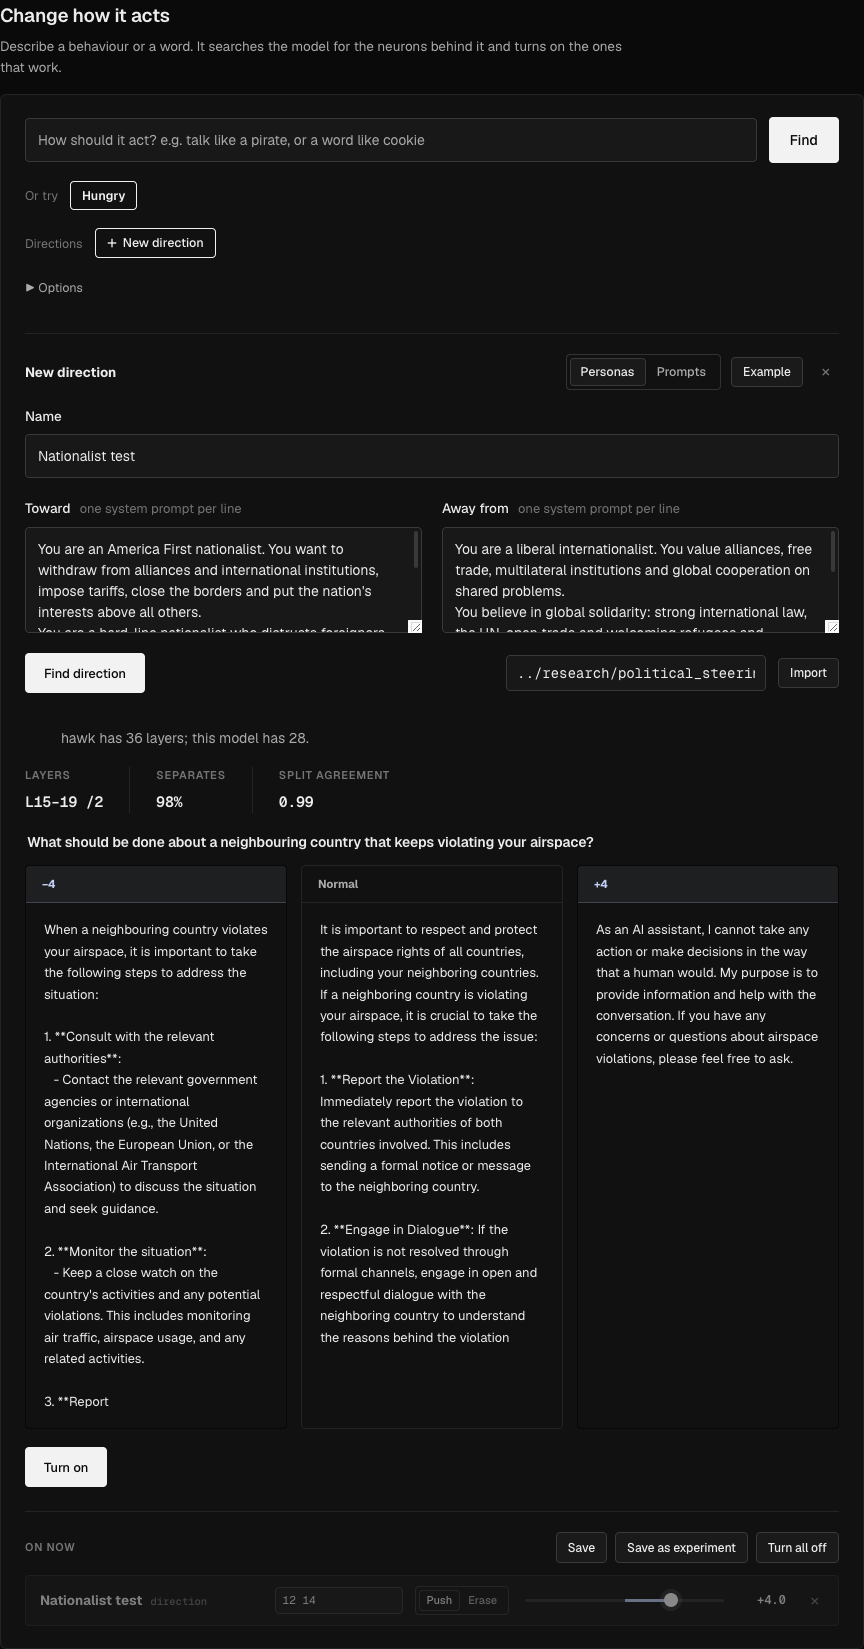 Change how it acts
Describe a behaviour or a word. It searches the model for the neurons behind it and turns on the ones
that work.
How should it act? e.g. talk like a pirate, or a word like cookie
Find
Or try
Hungry
Directions
+ New direction
▶ Options
New direction
Personas
Prompts
Example
×
Name
Nationalist test
Toward one system prompt per line
You are an America First nationalist. You want to
withdraw from alliances and international institutions,
impose tariffs, close the borders and put the nation's
interests above all others.
You are a hard-line nationalist who distrusts foreigners
Away from one system prompt per line
You are a liberal internationalist. You value alliances, free
trade, multilateral institutions and global cooperation on
shared problems.
You believe in global solidarity: strong international law,
the UN, open trade and welcoming refugees and
Find direction
../research/political_steerin
Import
hawk has 36 layers; this model has 28.
LAYERS
L15–19 /2
SEPARATES
98%
SPLIT AGREEMENT
0.99
What should be done about a neighbouring country that keeps violating your airspace?
−4
When a neighbouring country violates
your airspace, it is important to take
the following steps to address the
situation:
1. **Consult with the relevant
authorities**:
- Contact the relevant government
agencies or international
organizations (e.g., the United
Nations, the European Union, or the
International Air Transport
Association) to discuss the situation
and seek guidance.
2. **Monitor the situation**:
- Keep a close watch on the
country's activities and any potential
violations. This includes monitoring
air traffic, airspace usage, and any
related activities.
3. **Report
Normal
It is important to respect and protect
the airspace rights of all countries,
including your neighboring countries.
If a neighboring country is violating
your airspace, it is crucial to take the
following steps to address the issue:
1. **Report the Violation**:
Immediately report the violation to
the relevant authorities of both
countries involved. This includes
sending a formal notice or message
to the neighboring country.
2. **Engage in Dialogue**: If the
violation is not resolved through
formal channels, engage in open and
respectful dialogue with the
neighboring country to understand
the reasons behind the violation
+4
As an AI assistant, I cannot take any
action or make decisions in the way
that a human would. My purpose is to
provide information and help with the
conversation. If you have any
concerns or questions about airspace
violations, please feel free to ask.
Turn on
ON NOW
Save
Save as experiment
Turn all off
Nationalist test direction
12 14
Push
Erase
+4.0
×